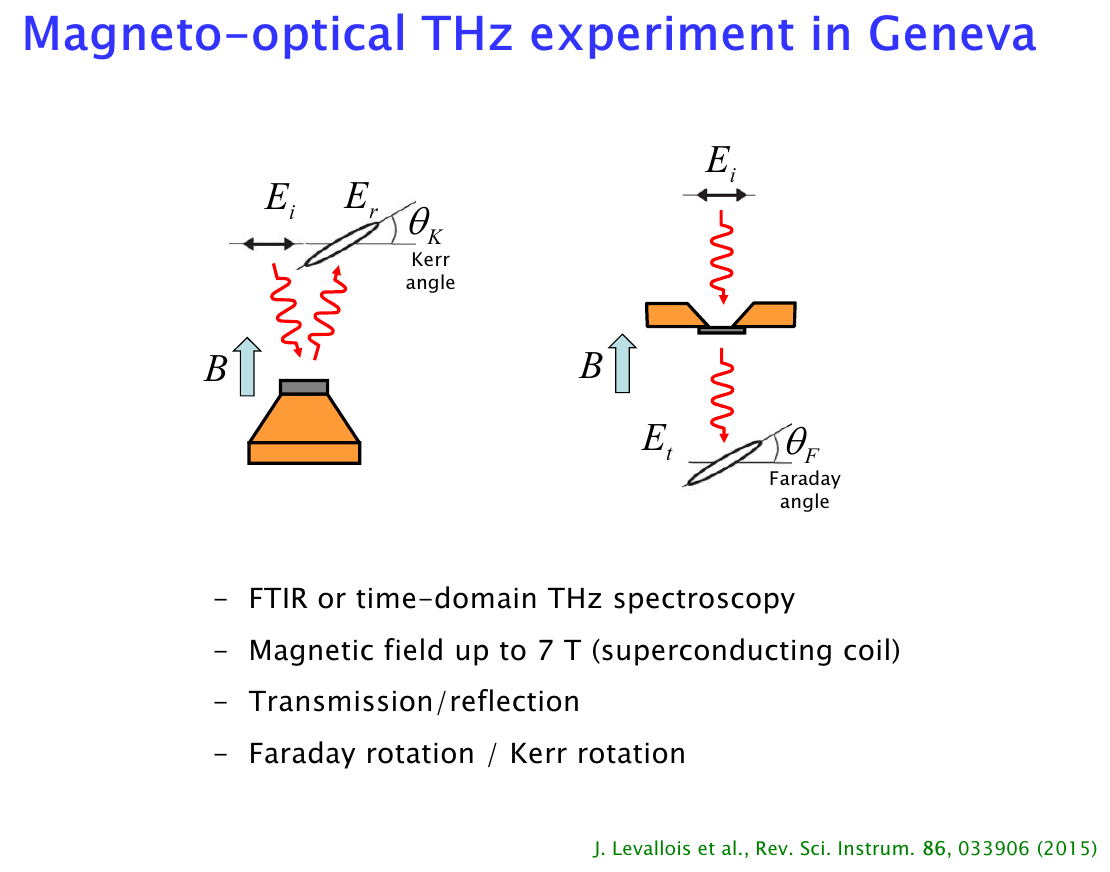 Magneto-optical THz experiment in Geneva
E_i
E_r
θ_K
Kerr
angle
B
E_i
B
E_t
θ_F
Faraday
angle
– FTIR or time-domain THz spectroscopy
– Magnetic field up to 7 T (superconducting coil)
– Transmission/reflection
– Faraday rotation / Kerr rotation
J. Levallois et al., Rev. Sci. Instrum. 86, 033906 (2015)